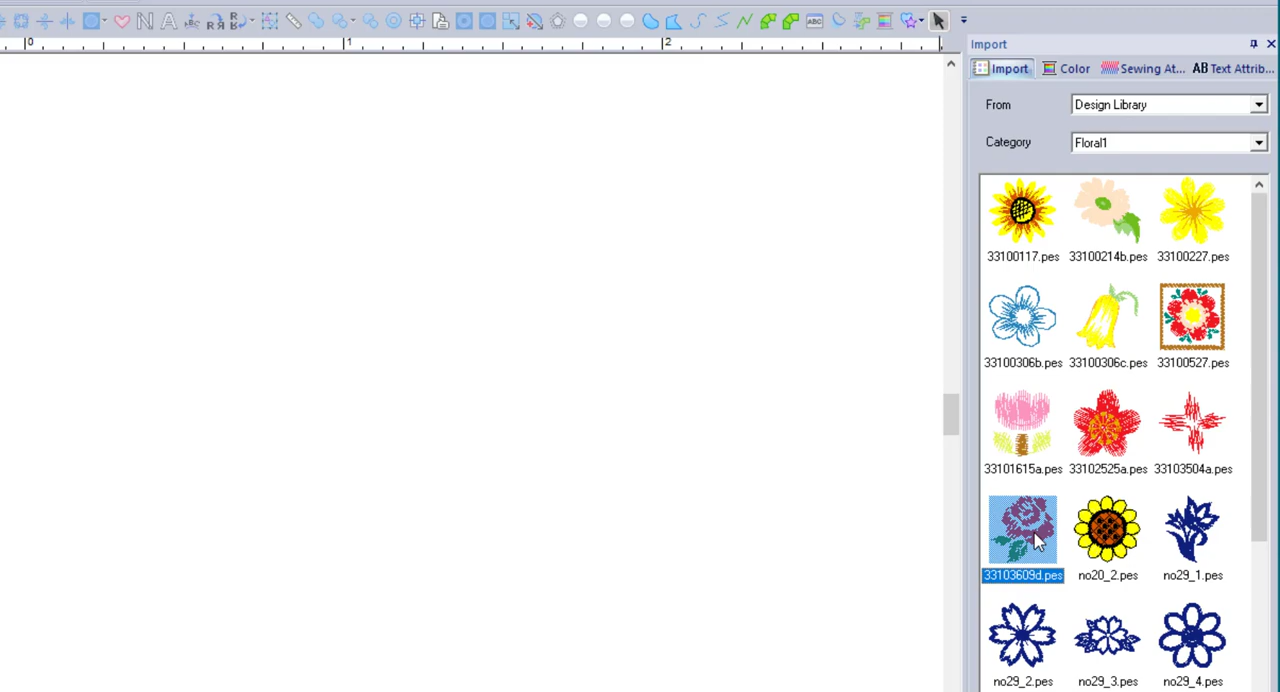 ABC
0 1 2
Import
Import Color Sewing At... AB Text Attrib...
From Design Library
Category Floral1
33100117.pes 33100214b.pes 33100227.pes
33100306b.pes 33100306c.pes 33100527.pes
33101615a.pes 33102525a.pes 33103504a.pes
33103609d.pes no20_2.pes no29_1.pes
no29_2.pes no29_3.pes no29_4.pes